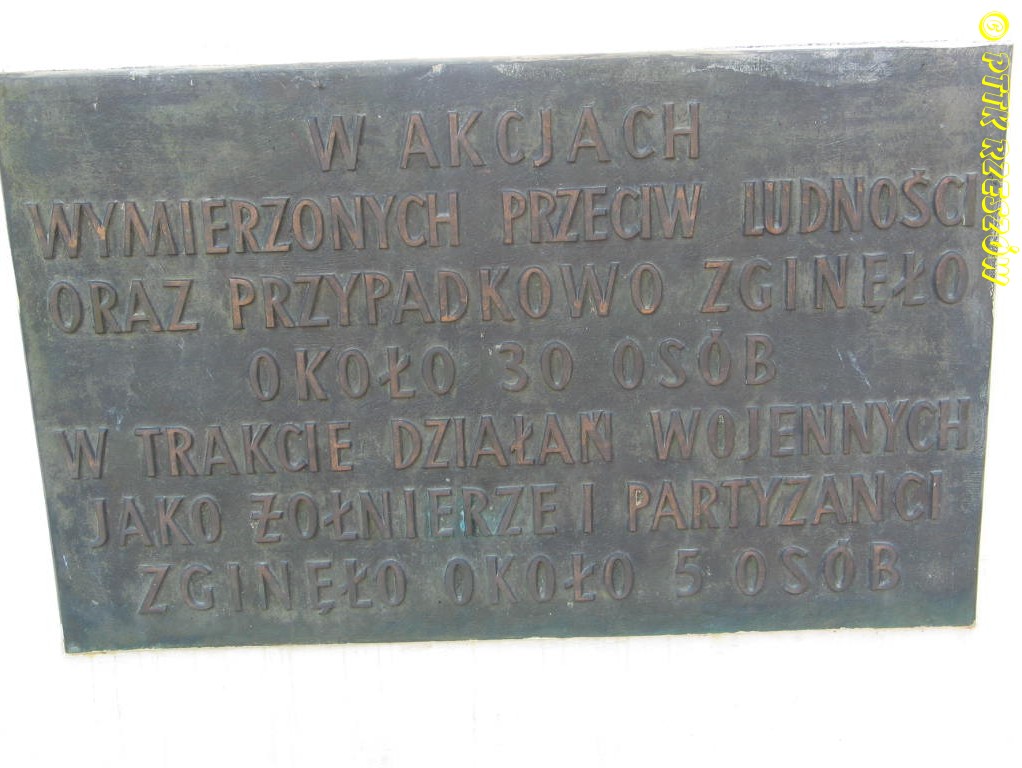 W AKCJACH
WYMIERZONYCH PRZECIW LUDNOŚCI
ORAZ PRZYPADKOWO ZGINĘŁO
OKOŁO 30 OSÓB
W TRAKCIE DZIAŁAŃ WOJENNYCH
JAKO ŻOŁNIERZE I PARTYZANCI
ZGINĘŁO OKOŁO 5 OSÓB
© PTTK RZESZÓW